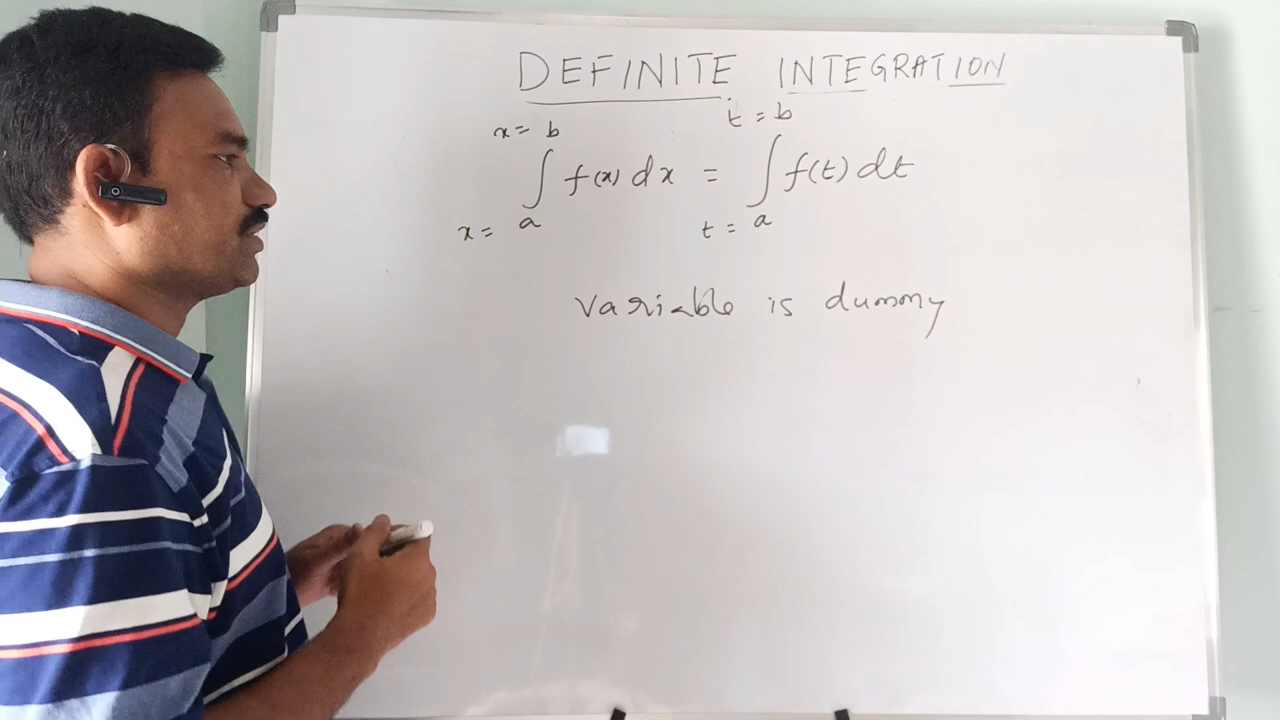 DEFINITE INTEGRATION
x = b t = b
∫ f(x) dx = ∫ f(t) dt
x = a t = a
Variable is dummy